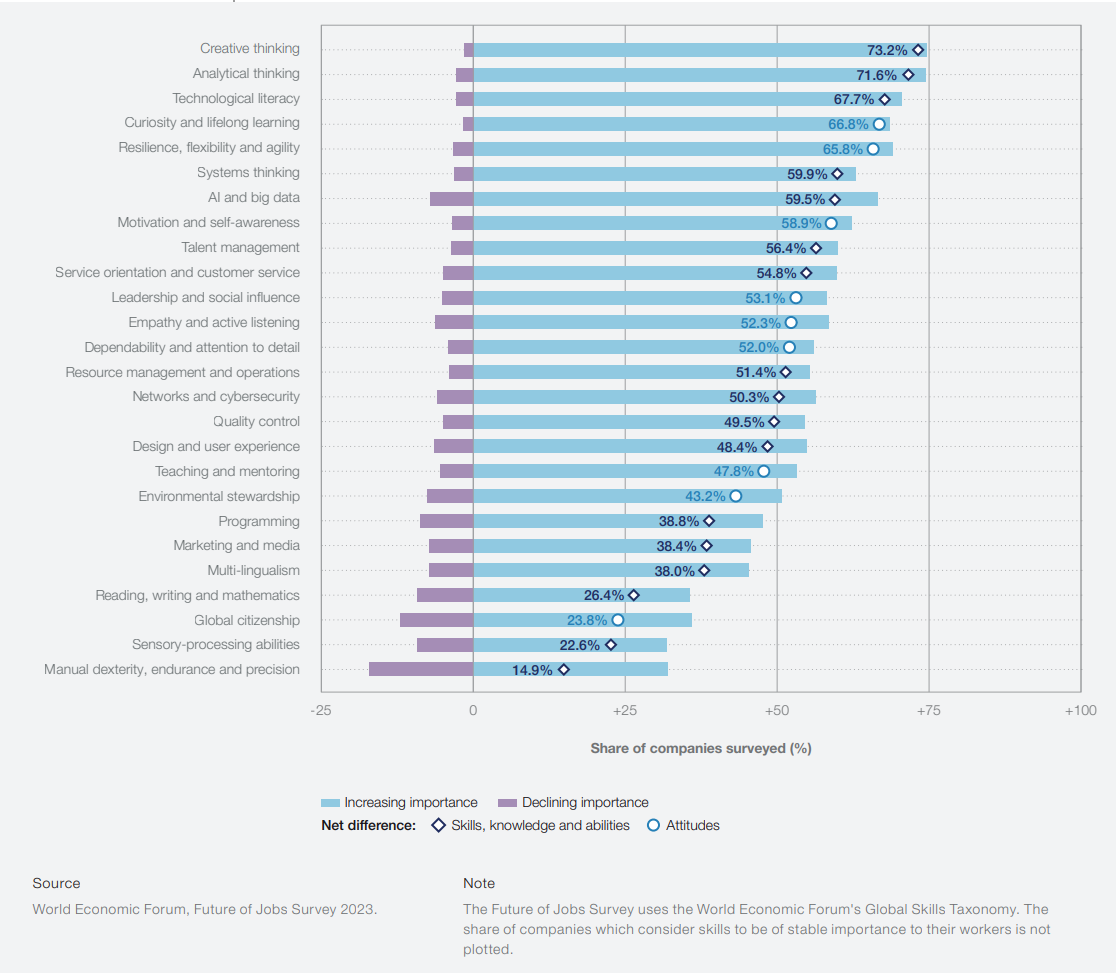 Creative thinking 73.2%
Analytical thinking 71.6%
Technological literacy 67.7%
Curiosity and lifelong learning 66.8%
Resilience, flexibility and agility 65.8%
Systems thinking 59.9%
AI and big data 59.5%
Motivation and self-awareness 58.9%
Talent management 56.4%
Service orientation and customer service 54.8%
Leadership and social influence 53.1%
Empathy and active listening 52.3%
Dependability and attention to detail 52.0%
Resource management and operations 51.4%
Networks and cybersecurity 50.3%
Quality control 49.5%
Design and user experience 48.4%
Teaching and mentoring 47.8%
Environmental stewardship 43.2%
Programming 38.8%
Marketing and media 38.4%
Multi-lingualism 38.0%
Reading, writing and mathematics 26.4%
Global citizenship 23.8%
Sensory-processing abilities 22.6%
Manual dexterity, endurance and precision 14.9%
-25 0 +25 +50 +75 +100
Share of companies surveyed (%)
Increasing importance Declining importance
Net difference: Skills, knowledge and abilities Attitudes
Source
World Economic Forum, Future of Jobs Survey 2023.
Note
The Future of Jobs Survey uses the World Economic Forum's Global Skills Taxonomy. The
share of companies which consider skills to be of stable importance to their workers is not
plotted.